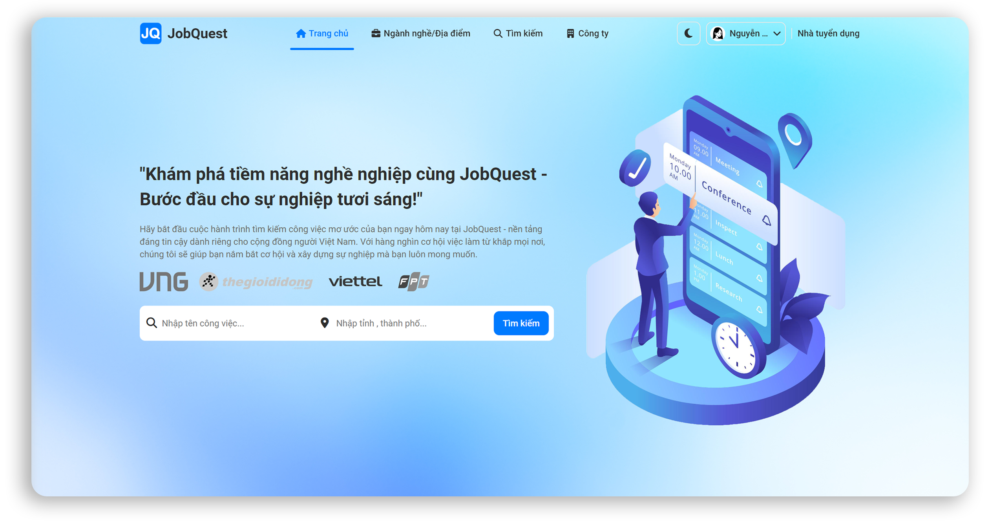 JQ JobQuest
Trang chủ
Ngành nghề/Địa điểm
Tìm kiếm
Công ty
Nguyễn ...
Nhà tuyển dụng
"Khám phá tiềm năng nghề nghiệp cùng JobQuest -
Bước đầu cho sự nghiệp tươi sáng!"
Hãy bắt đầu cuộc hành trình tìm kiếm công việc mơ ước của bạn ngay hôm nay tại JobQuest - nền tảng
đáng tin cậy dành riêng cho cộng đồng người Việt Nam. Với hàng nghìn cơ hội việc làm từ khắp mọi nơi,
chúng tôi sẽ giúp bạn nắm bắt cơ hội và xây dựng sự nghiệp mà bạn luôn mong muốn.
VNG
thegioididong
.com
viettel
FPT
Nhập tên công việc...
Nhập tỉnh , thành phố...
Tìm kiếm
Monday
09.00
AM
Meeting
Monday
10.00
AM
Conference
Monday
11.00
AM
Inspect
Monday
12.00
AM
Lunch
Monday
1.00
PM
Research